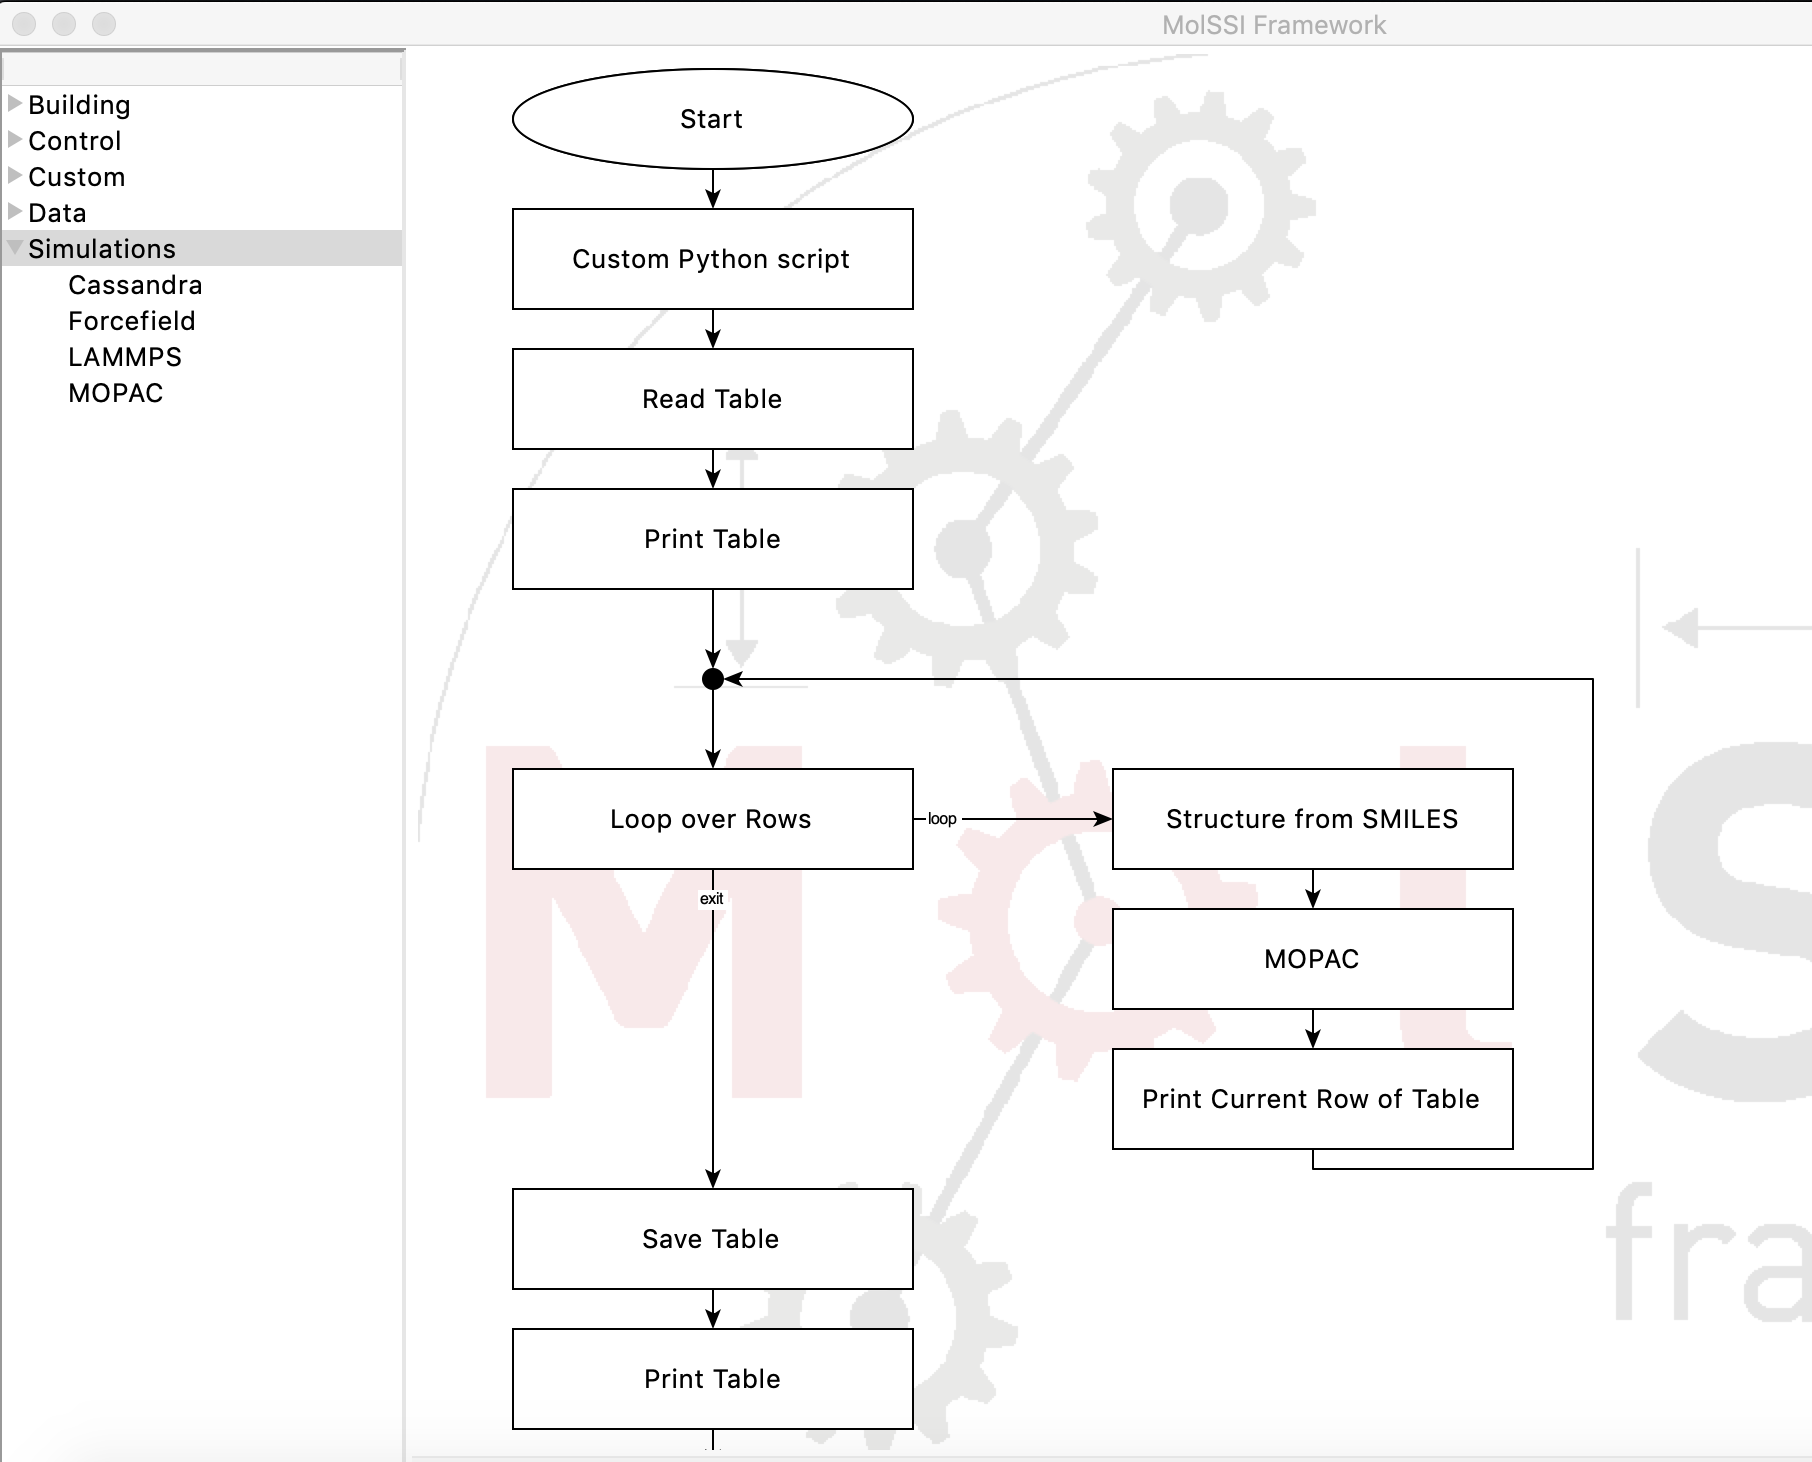 MolSSI Framework
Building
Control
Custom
Data
Simulations
Cassandra
Forcefield
LAMMPS
MOPAC
Start
Custom Python script
Read Table
Print Table
Loop over Rows
loop
Structure from SMILES
exit
MOPAC
Print Current Row of Table
Save Table
Print Table
M l S
fra